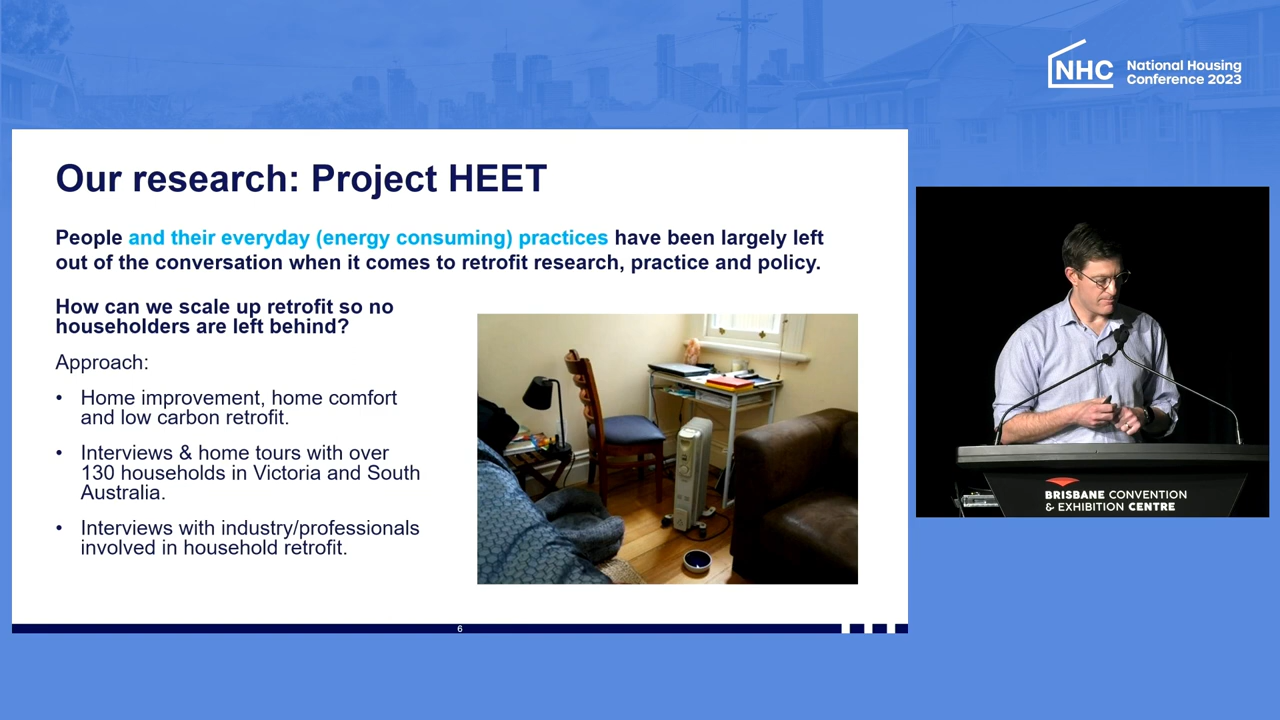 NHC National Housing
Conference 2023
Our research: Project HEET
People and their everyday (energy consuming) practices have been largely left
out of the conversation when it comes to retrofit research, practice and policy.
How can we scale up retrofit so no
householders are left behind?
Approach:
• Home improvement, home comfort
and low carbon retrofit.
• Interviews & home tours with over
130 households in Victoria and South
Australia.
• Interviews with industry/professionals
involved in household retrofit.
6
BRISBANE CONVENTION
& EXHIBITION CENTRE